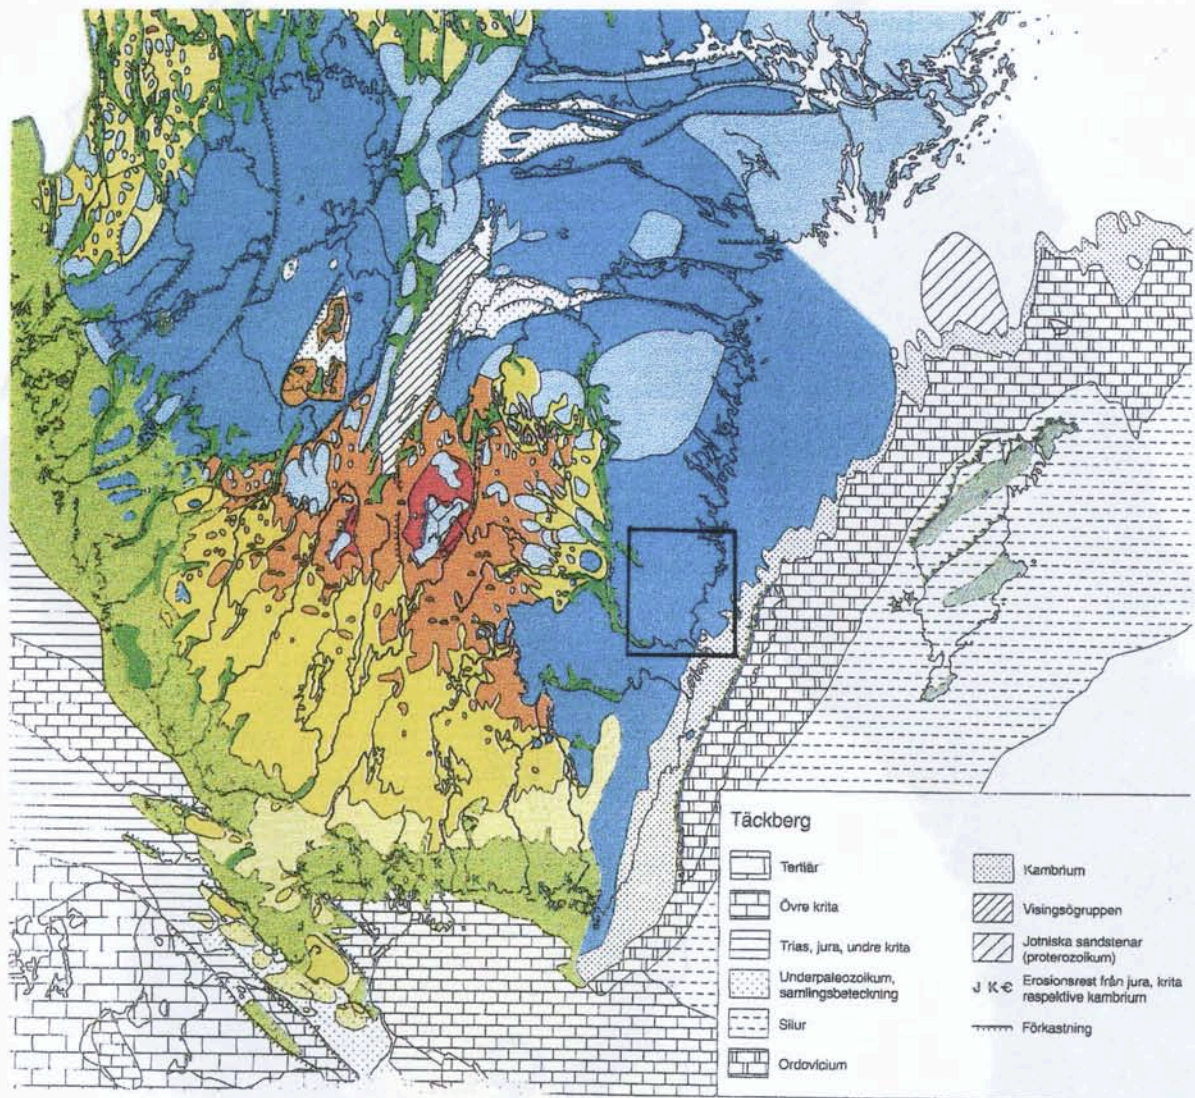 Täckberg
Tertiär
Övre krita
Trias, jura, undre krita
Underpaleozoikum,
samlingsbeteckning
Silur
Ordovicium
Kambrium
Visingsögruppen
Jotniska sandstenar
(proterozoikum)
J K Є Erosionsrest från jura, krita
respektive kambrium
Förkastning